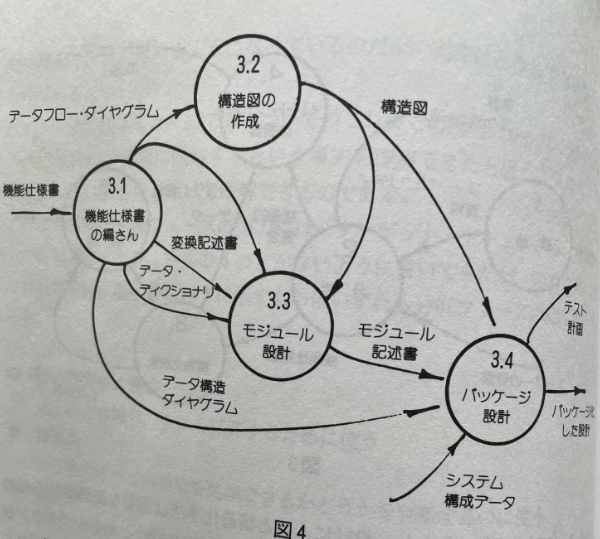 3.2
構造図の
作成
データフロー・ダイヤグラム
構造図
機能仕様書
3.1
機能仕様書
の編さん
変換記述書
データ・
ディクショナリ
3.3
モジュール
設計
モジュール
記述書
テスト
計画
3.4
パッケージ
設計
パッケージ化
した設計
データ構造
ダイヤグラム
システム
構成データ
図4